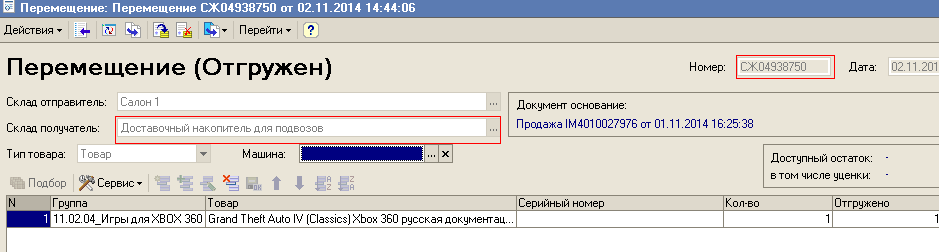 Перемещение: Перемещение СЖ04938750 от 02.11.2014 14:44:06
Действия Перейти
Перемещение (Отгружен) Номер: СЖ04938750 Дата: 02.11.201
Склад отправитель: Салон 1
Документ основание:
Склад получатель: Доставочный накопитель для подвозов
Продажа IM4010027976 от 01.11.2014 16:25:38
Тип товара: Товар Машина:
Доступный остаток: -
в том числе уценки: -
Подбор Сервис
N Группа Товар Серийный номер Кол-во Отгружено
1 11.02.04_Игры для XBOX 360 Grand Theft Auto IV (Classics) Xbox 360 русская документац... 1 1